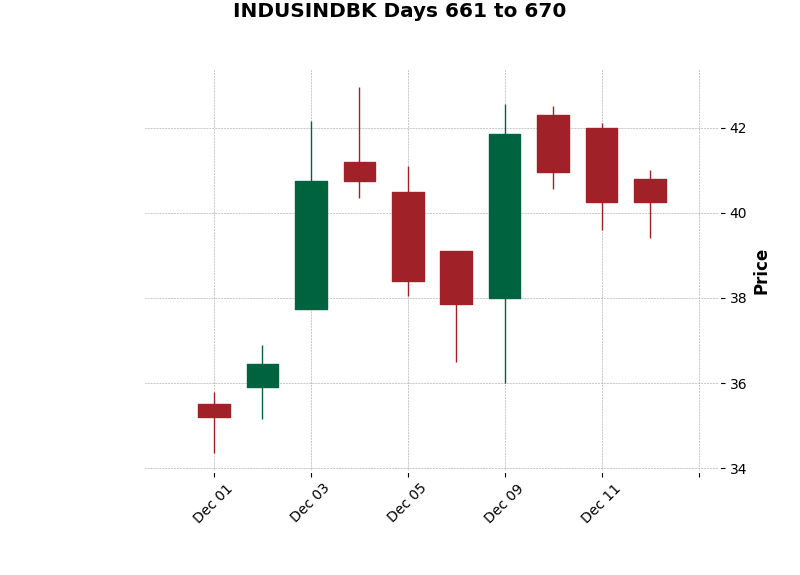 INDUSINDBK Days 661 to 670
42
40
38
36
34
Price
Dec 01
Dec 03
Dec 05
Dec 09
Dec 11